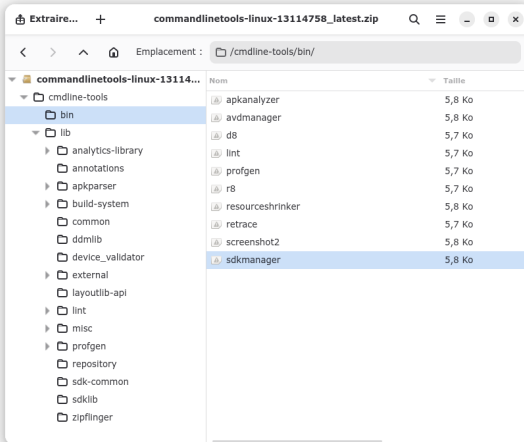 Extraire... + commandlinetools-linux-13114758_latest.zip
Emplacement : /cmdline-tools/bin/
commandlinetools-linux-13114...
cmdline-tools
bin
lib
analytics-library
annotations
apkparser
build-system
common
ddmlib
device_validator
external
layoutlib-api
lint
misc
profgen
repository
sdk-common
sdklib
zipflinger
Nom Taille
apkanalyzer 5,8 Ko
avdmanager 5,8 Ko
d8 5,7 Ko
lint 5,7 Ko
profgen 5,7 Ko
r8 5,7 Ko
resourceshrinker 5,8 Ko
retrace 5,7 Ko
screenshot2 5,8 Ko
sdkmanager 5,8 Ko